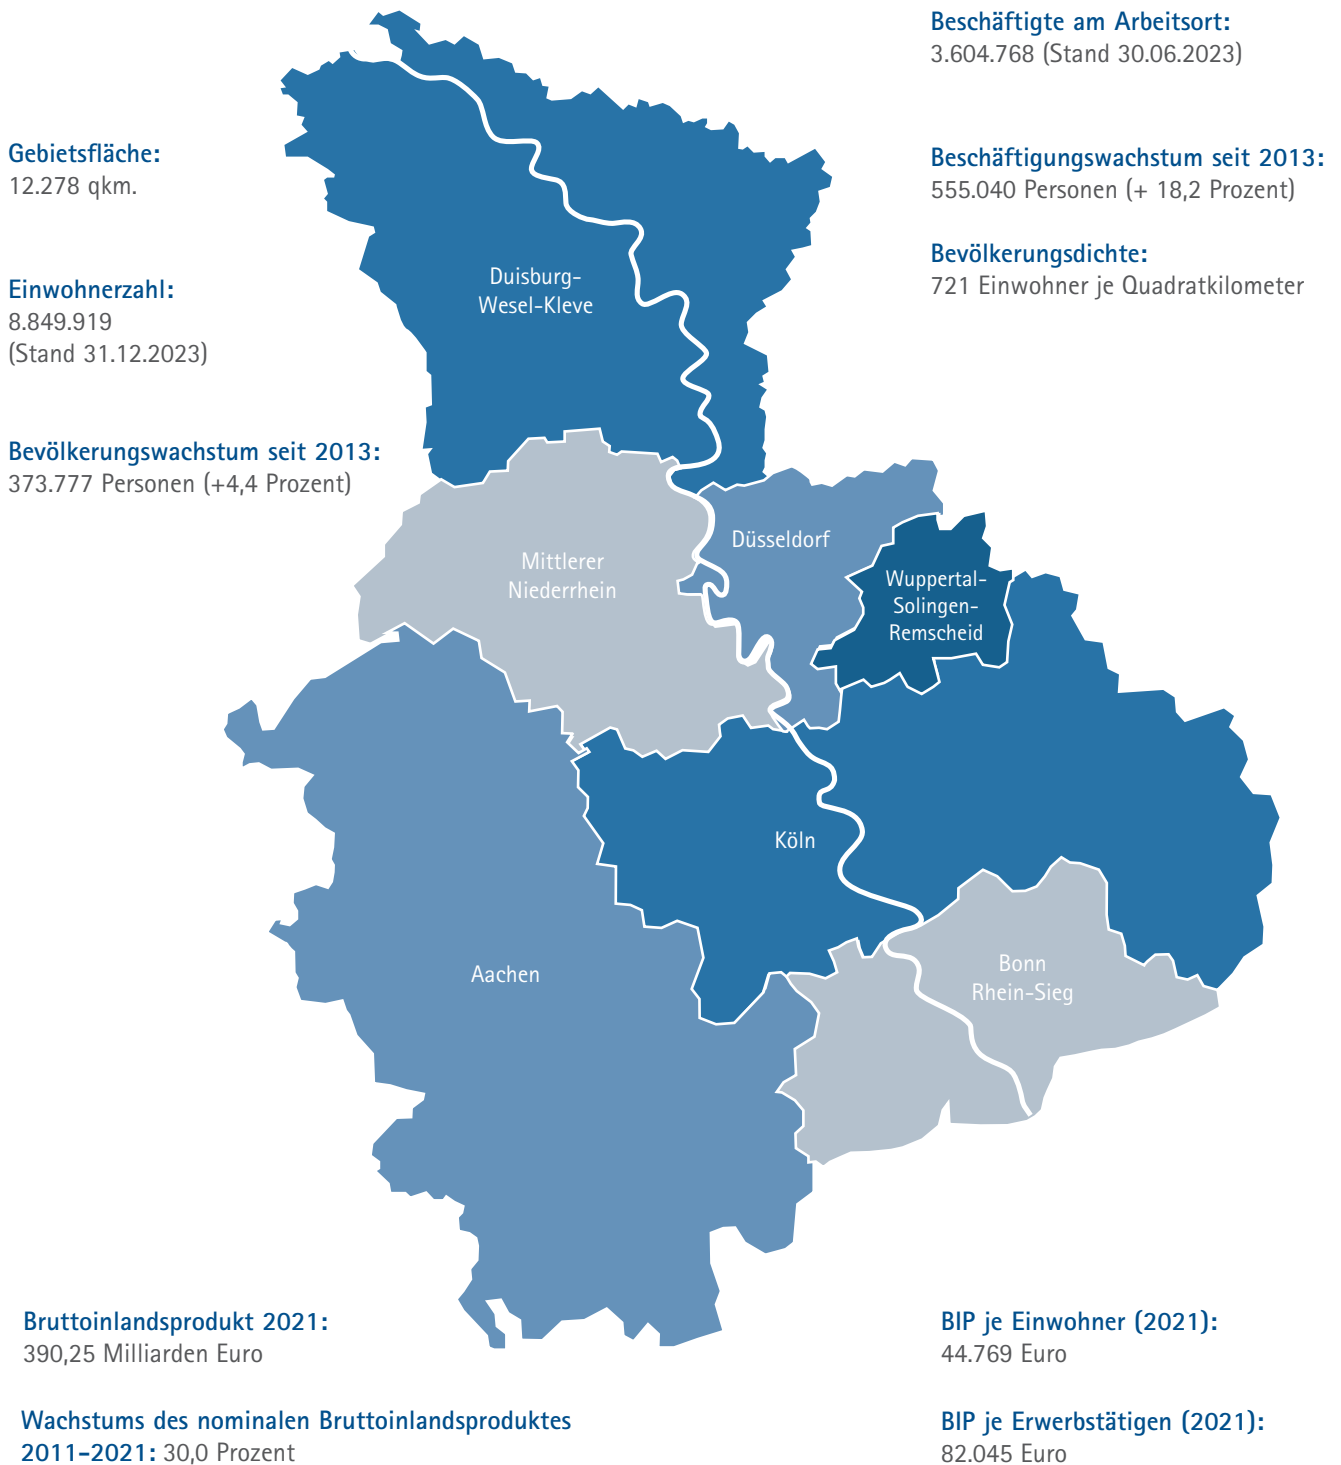 Beschäftigte am Arbeitsort:
3.604.768 (Stand 30.06.2023)
Gebietsfläche:
12.278 qkm.
Beschäftigungswachstum seit 2013:
555.040 Personen (+ 18,2 Prozent)
Bevölkerungsdichte:
721 Einwohner je Quadratkilometer
Einwohnerzahl:
8.849.919
(Stand 31.12.2023)
Bevölkerungswachstum seit 2013:
373.777 Personen (+4,4 Prozent)
Duisburg-
Wesel-Kleve
Mittlerer
Niederrhein
Düsseldorf
Wuppertal-
Solingen-
Remscheid
Köln
Aachen
Bonn
Rhein-Sieg
Bruttoinlandsprodukt 2021:
390,25 Milliarden Euro
Wachstums des nominalen Bruttoinlandsproduktes
2011-2021: 30,0 Prozent
BIP je Einwohner (2021):
44.769 Euro
BIP je Erwerbstätigen (2021):
82.045 Euro